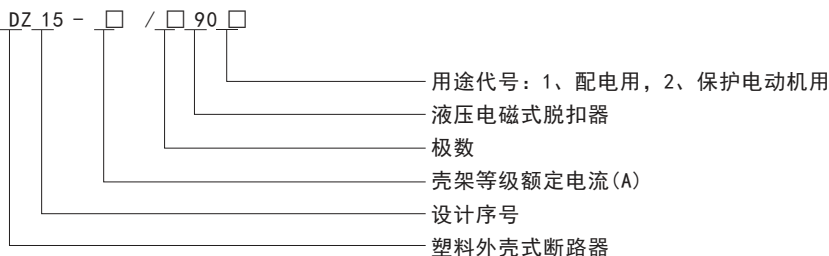 DZ 15 - □ / □ 90 □
用途代号: 1、配电用, 2、保护电动机用
液压电磁式脱扣器
极数
壳架等级额定电流(A)
设计序号
塑料外壳式断路器